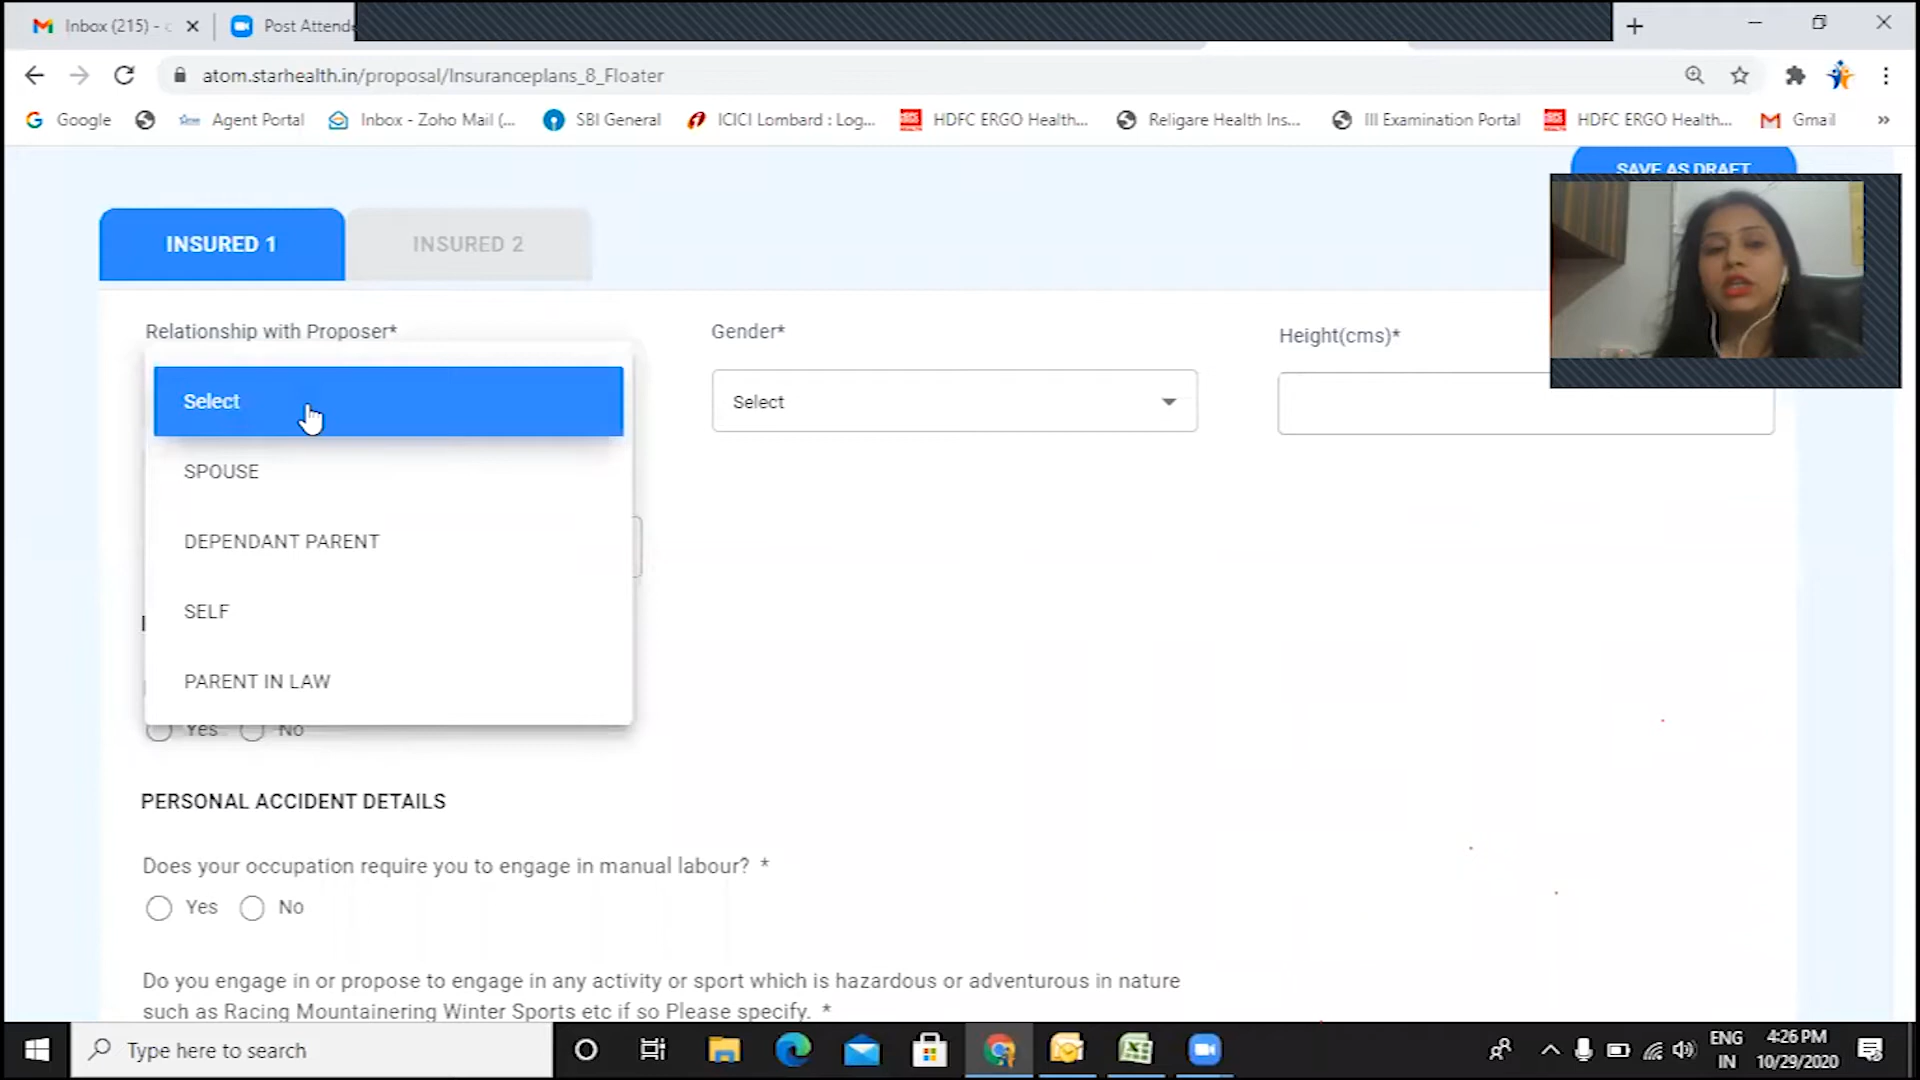 Inbox (215) -
Post Attend
atom.starhealth.in/proposal/Insuranceplans_8_Floater
Google
Agent Portal
Inbox - Zoho Mail (...
SBI General
ICICI Lombard : Log...
HDFC ERGO Health...
Religare Health Ins...
III Examination Portal
HDFC ERGO Health...
Gmail
»
SAVE AS DRAFT
INSURED 1
INSURED 2
Relationship with Proposer*
Gender*
Height(cms)*
Select
Select
SPOUSE
DEPENDANT PARENT
SELF
PARENT IN LAW
Yes No
PERSONAL ACCIDENT DETAILS
Does your occupation require you to engage in manual labour? *
Yes No
Do you engage in or propose to engage in any activity or sport which is hazardous or adventurous in nature
such as Racing Mountainering Winter Sports etc if so Please specify. *
Type here to search
ENG
IN
4:26 PM
10/29/2020